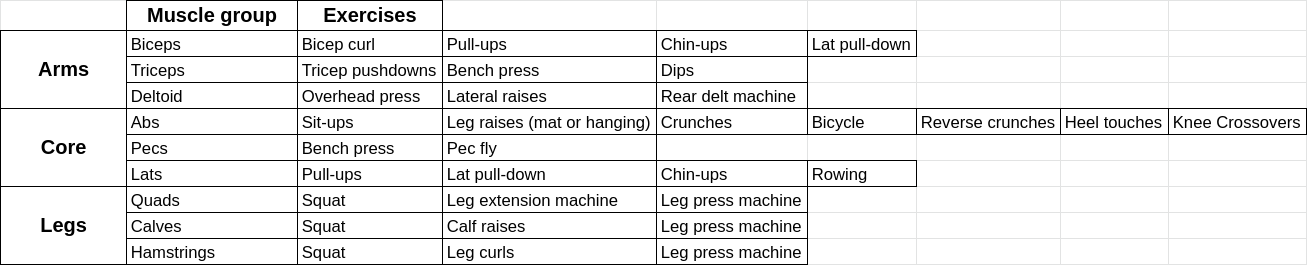 Muscle group Exercises
Biceps Bicep curl Pull-ups Chin-ups Lat pull-down
Arms Triceps Tricep pushdowns Bench press Dips
Deltoid Overhead press Lateral raises Rear delt machine
Abs Sit-ups Leg raises (mat or hanging) Crunches Bicycle Reverse crunches Heel touches Knee Crossovers
Core Pecs Bench press Pec fly
Lats Pull-ups Lat pull-down Chin-ups Rowing
Quads Squat Leg extension machine Leg press machine
Legs Calves Squat Calf raises Leg press machine
Hamstrings Squat Leg curls Leg press machine